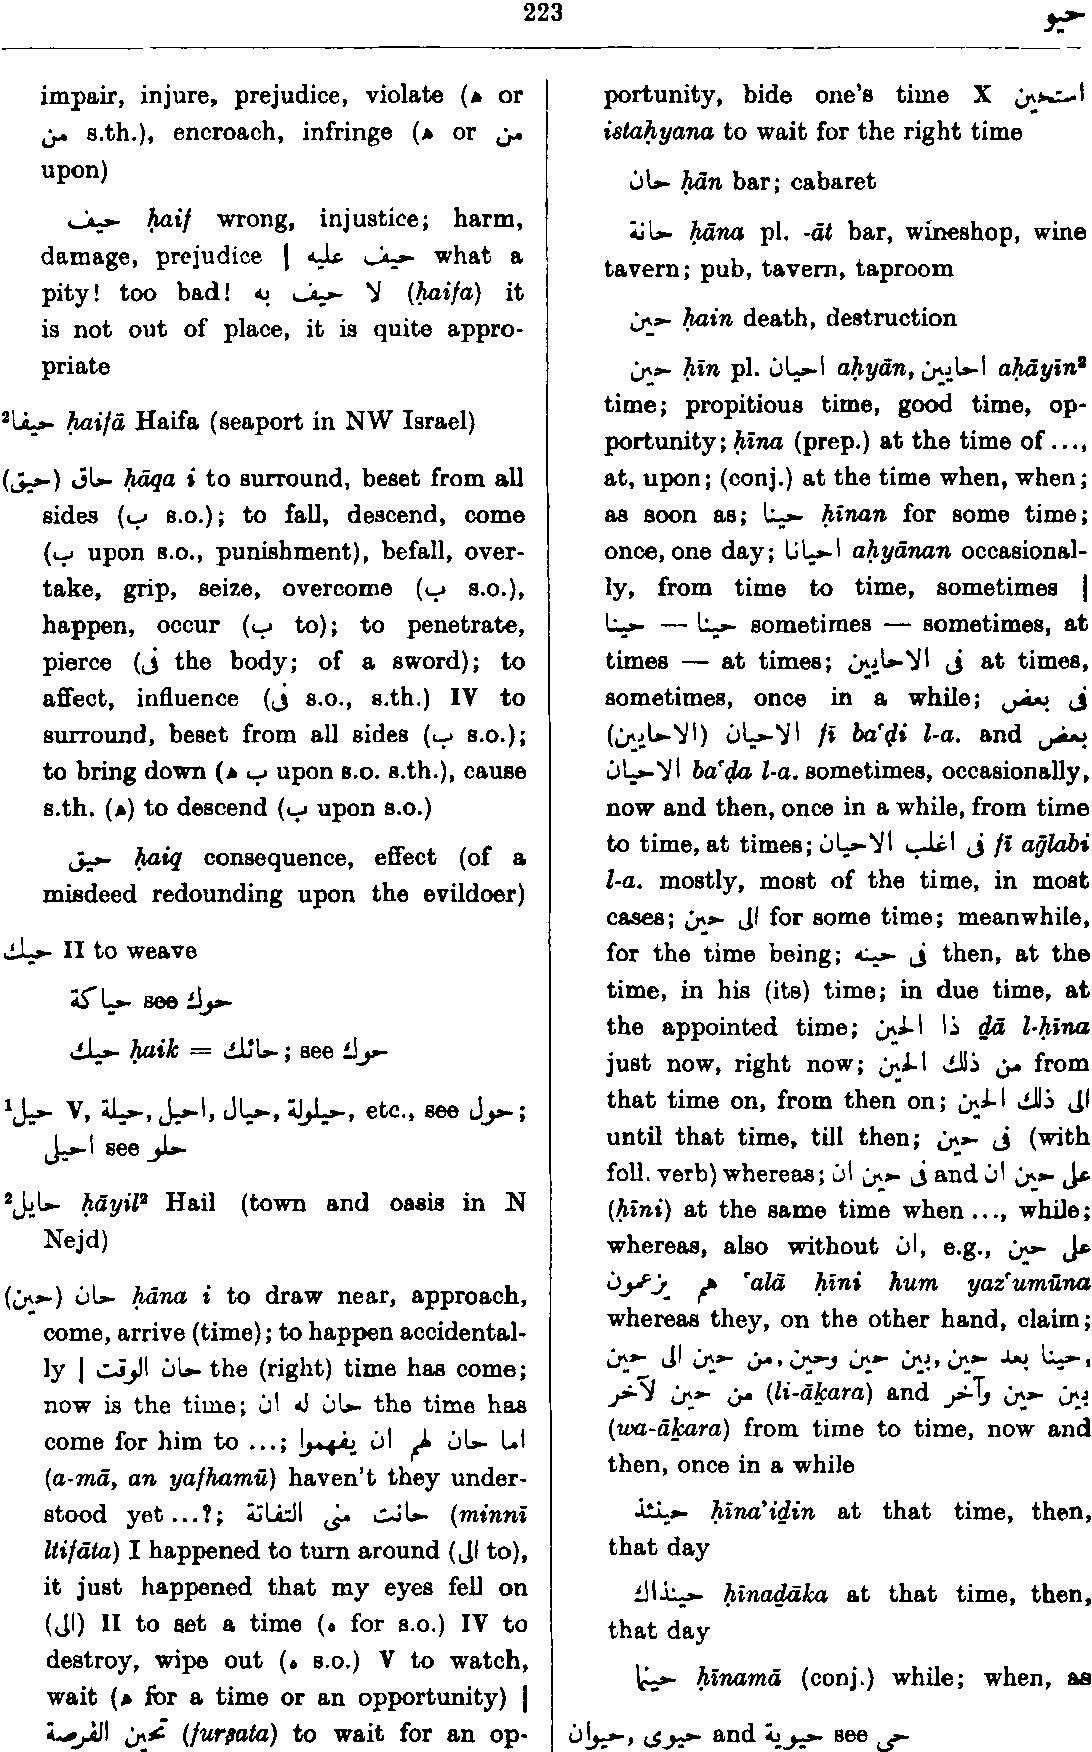 223
حيو
impair, injure, prejudice, violate (ه or
من s.th.), encroach, infringe (ه or من
upon)
حيف ḥaif wrong, injustice; harm,
damage, prejudice | حيف عليه what a
pity! too bad! لا حيف به (ḥaifa) it
is not out of place, it is quite appro-
priate
²حيفا ḥaifā Haifa (seaport in NW Israel)
(حيق) حاق ḥāqa i to surround, beset from all
sides (ب s.o.); to fall, descend, come
(ب upon s.o., punishment), befall, over-
take, grip, seize, overcome (ب s.o.),
happen, occur (ب to); to penetrate,
pierce (فى the body; of a sword); to
affect, influence (فى s.o., s.th.) IV to
surround, beset from all sides (ب s.o.);
to bring down (ه ب upon s.o. s.th.), cause
s.th. (ه) to descend (ب upon s.o.)
حيق ḥaiq consequence, effect (of a
misdeed redounding upon the evildoer)
حيك II to weave
حياكة see حوك
حيك ḥaik = حائك; see حوك
¹حيل V, حيلة, احيل, حيال, حيلولة, etc., see حول;
احيلى see حلو
²حايل ḥāyil² Hail (town and oasis in N
Nejd)
(حين) حان ḥāna i to draw near, approach,
come, arrive (time); to happen accidental-
ly | حان الوقت the (right) time has come;
now is the time; حان له ان the time has
come for him to ...; اما حان لهم ان يفهموا
(a-mā, an yafhamū) haven't they under-
stood yet ...?; حانت منى التفاتة (minnī
ltifāta) I happened to turn around (الى to),
it just happened that my eyes fell on
(الى) II to set a time (ه for s.o.) IV to
destroy, wipe out (ه s.o.) V to watch,
wait (ه for a time or an opportunity) |
تحين الفرصة (furṣata) to wait for an op-
portunity, bide one's time X استحين
istaḥyana to wait for the right time
حان ḥān bar; cabaret
حانة ḥāna pl. -āt bar, wineshop, wine
tavern; pub, tavern, taproom
حين ḥain death, destruction
حين ḥīn pl. احيان aḥyān, احايين aḥāyīn²
time; propitious time, good time, op-
portunity; ḥīna (prep.) at the time of ...,
at, upon; (conj.) at the time when, when;
as soon as; حينا ḥīnan for some time;
once, one day; احيانا aḥyānan occasional-
ly, from time to time, sometimes |
حينا — حينا sometimes — sometimes, at
times — at times; فى الاحايين at times,
sometimes, once in a while; فى بعض
الاحيان (الاحايين) fī ba‘ḍi l-a. and بعض
الاحيان ba‘ḍa l-a. sometimes, occasionally,
now and then, once in a while, from time
to time, at times; فى اغلب الاحيان fī aḡlabi
l-a. mostly, most of the time, in most
cases; الى حين for some time; meanwhile,
for the time being; فى حينه then, at the
time, in his (its) time; in due time, at
the appointed time; ذا الحين ḏā l-ḥīna
just now, right now; من ذلك الحين from
that time on, from then on; الى ذلك الحين
until that time, till then; فى حين (with
foll. verb) whereas; فى حين ان and على حين ان
(ḥīni) at the same time when ..., while;
whereas, also without ان, e.g., على حين
هم يزعمون ‘alā ḥīni hum yaz‘umūna
whereas they, on the other hand, claim;
حينا بعد حين, بين حين وحين, من حين الى حين,
من حين لآخر (li-āḵara) and بين حين وآخر
(wa-āḵara) from time to time, now and
then, once in a while
حينئذ ḥīna’iḏin at that time, then,
that day
حينذاك ḥīnaḏāka at that time, then,
that day
حينما ḥīnamā (conj.) while; when, as
حيوان, حيوى and حيوية see حى